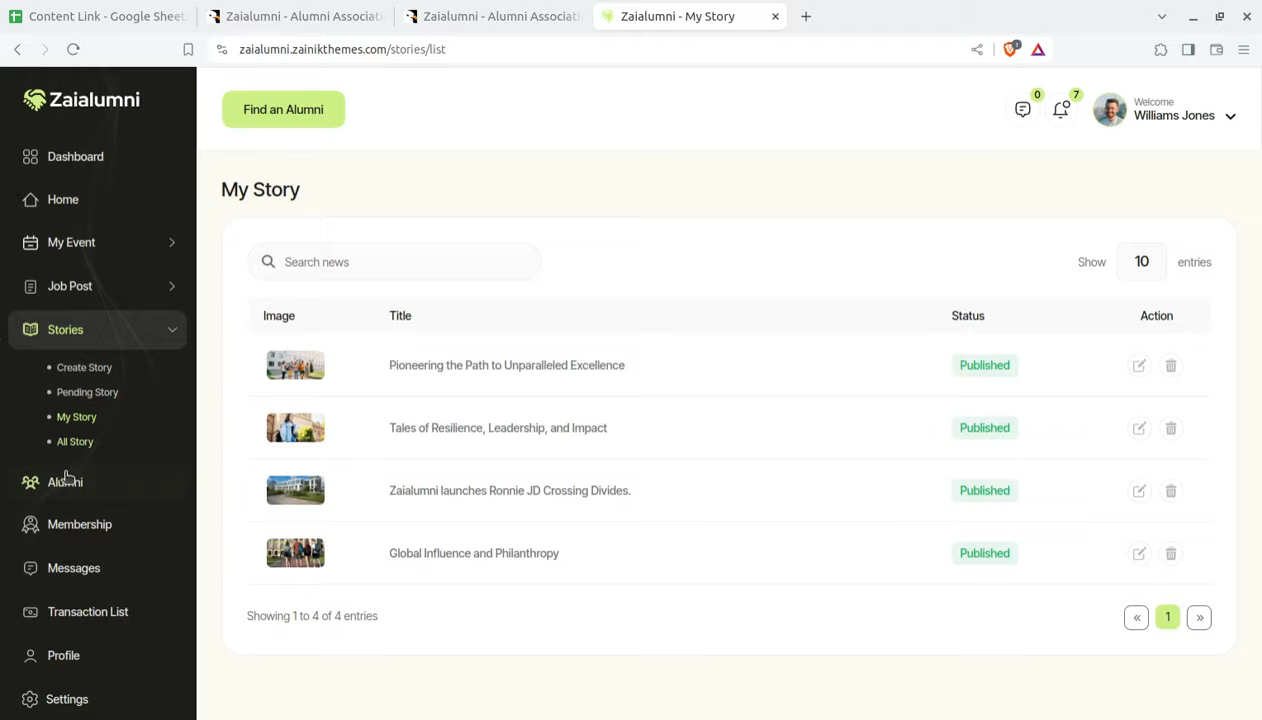 Content Link - Google Sheet
Zaialumni - Alumni Associati
Zaialumni - Alumni Associati
Zaialumni - My Story
zaialumni.zainikthemes.com/stories/list
1
Zaialumni
Find an Alumni
0
7
Welcome
Williams Jones
Dashboard
Home
My Event
Job Post
Stories
Create Story
Pending Story
My Story
All Story
Alumni
Membership
Messages
Transaction List
Profile
Settings
My Story
Search news
Show 10 entries
Image Title Status Action
Pioneering the Path to Unparalleled Excellence Published
Tales of Resilience, Leadership, and Impact Published
Zaialumni launches Ronnie JD Crossing Divides. Published
Global Influence and Philanthropy Published
Showing 1 to 4 of 4 entries
« 1 »